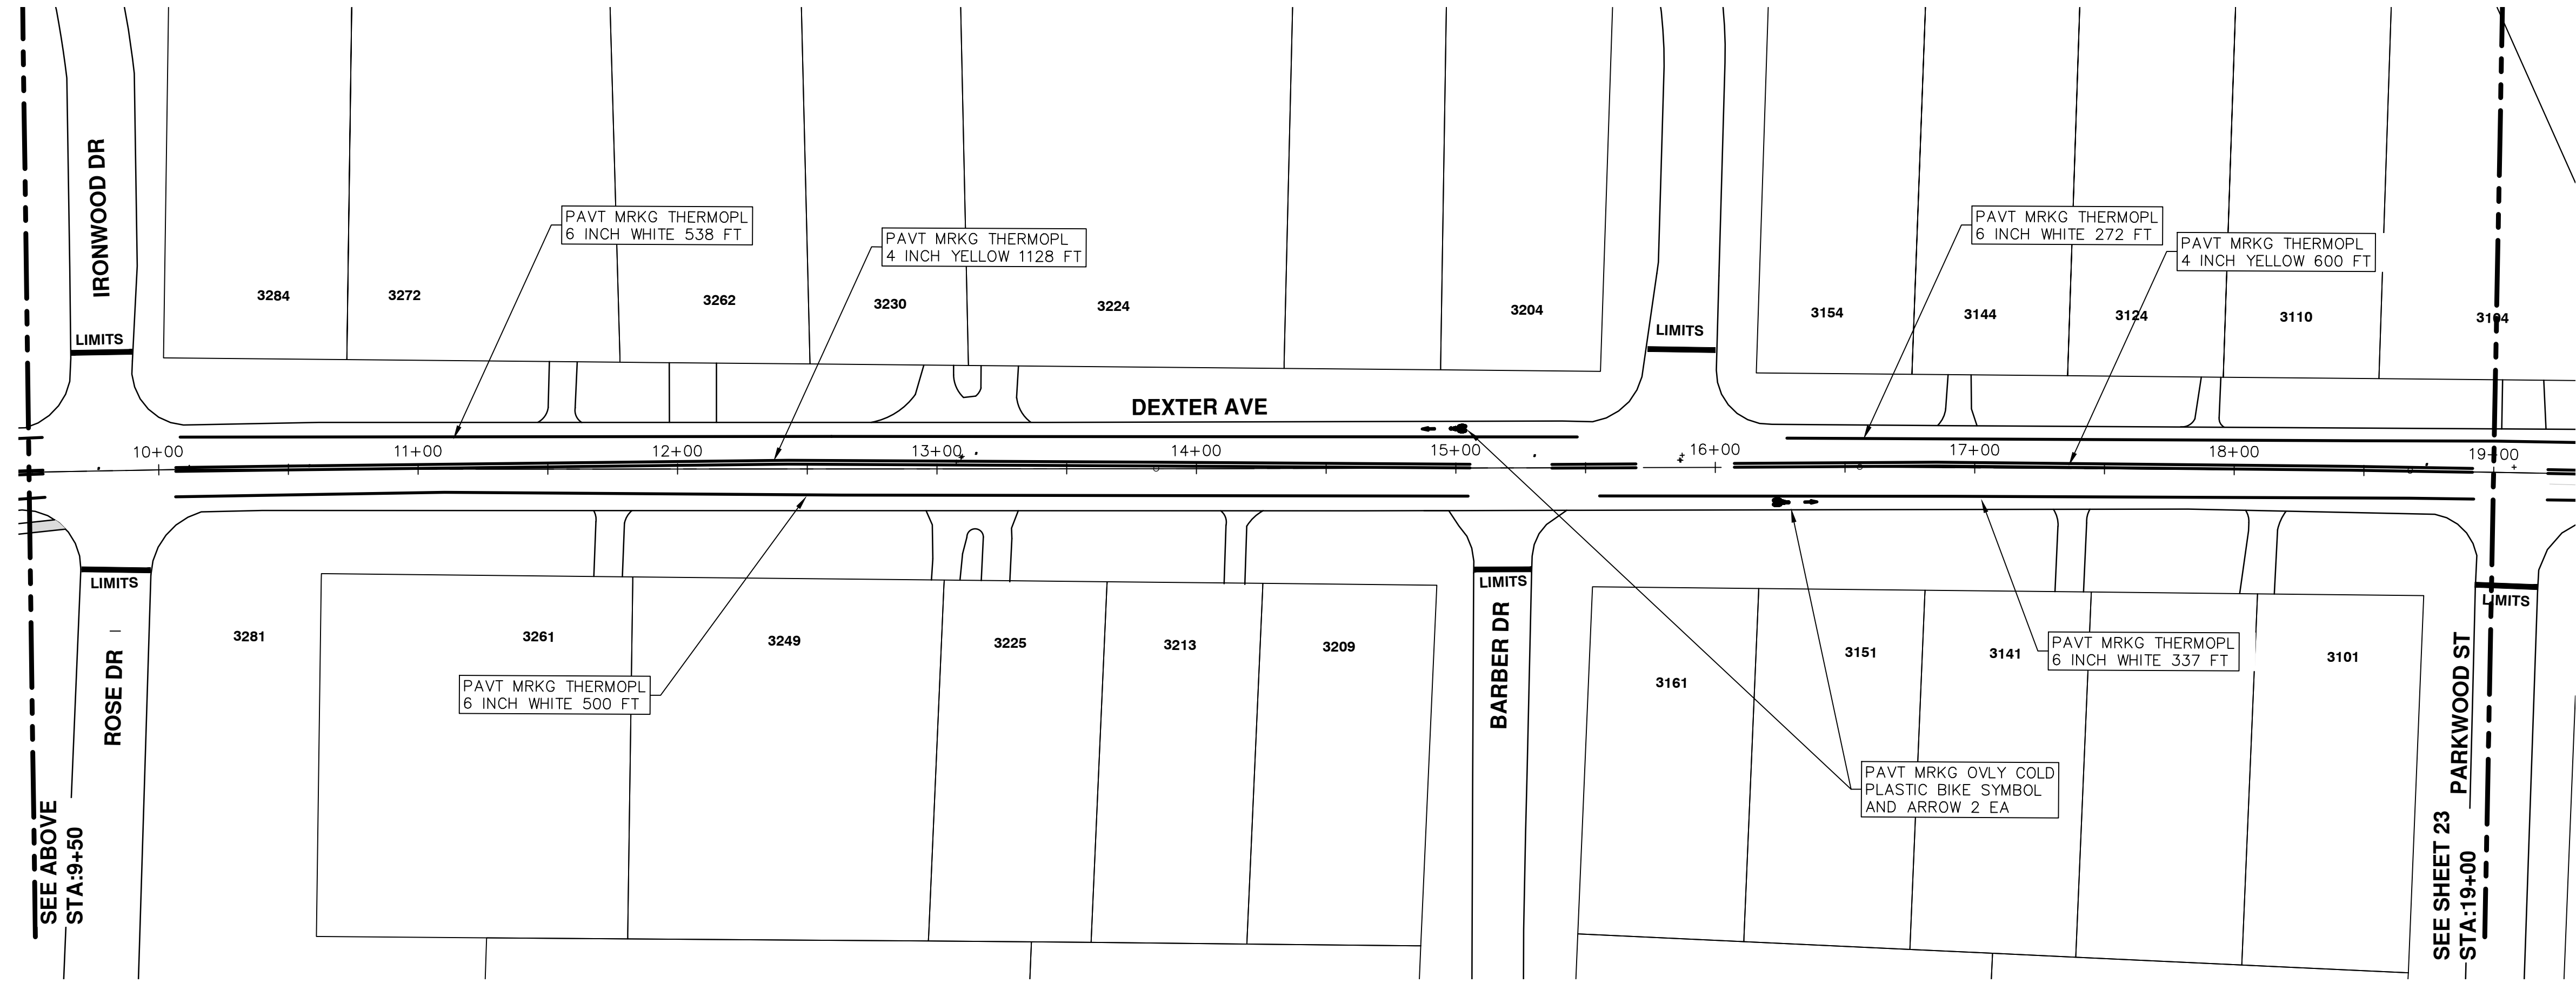 IRONWOOD DR
PAVT MRKG THERMOPL
6 INCH WHITE 538 FT
PAVT MRKG THERMOPL
4 INCH YELLOW 1128 FT
PAVT MRKG THERMOPL
6 INCH WHITE 272 FT
PAVT MRKG THERMOPL
4 INCH YELLOW 600 FT
3284
3272
3262
3230
3224
3204
3154
3144
3124
3110
3104
LIMITS
LIMITS
DEXTER AVE
10+00
11+00
12+00
13+00
14+00
15+00
16+00
17+00
18+00
19+00
LIMITS
LIMITS
LIMITS
ROSE DR
3281
3261
3249
3225
3213
3209
BARBER DR
3161
3151
3141
PAVT MRKG THERMOPL
6 INCH WHITE 337 FT
3101
PARKWOOD ST
PAVT MRKG THERMOPL
6 INCH WHITE 500 FT
PAVT MRKG OVLY COLD
PLASTIC BIKE SYMBOL
AND ARROW 2 EA
SEE ABOVE
STA:9+50
SEE SHEET 23
STA:19+00